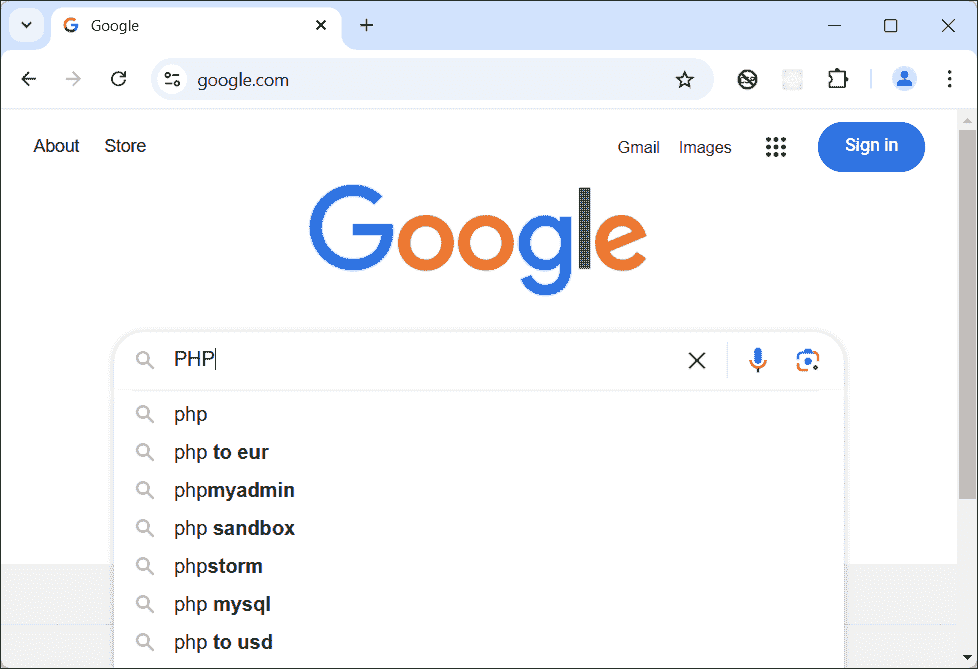 Google
google.com
About Store Gmail Images Sign in
Google
PHP
php
php to eur
phpmyadmin
php sandbox
phpstorm
php mysql
php to usd